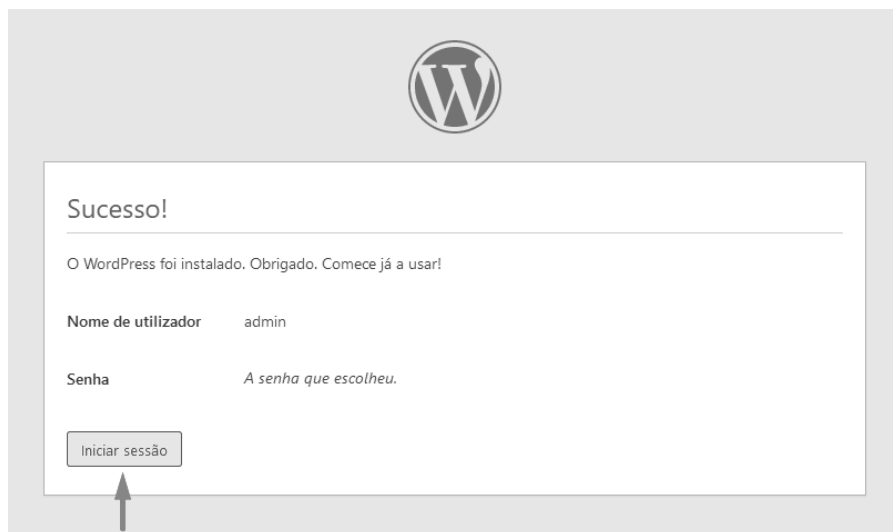 Sucesso!
O WordPress foi instalado. Obrigado. Comece já a usar!
Nome de utilizador admin
Senha A senha que escolheu.
Iniciar sessão